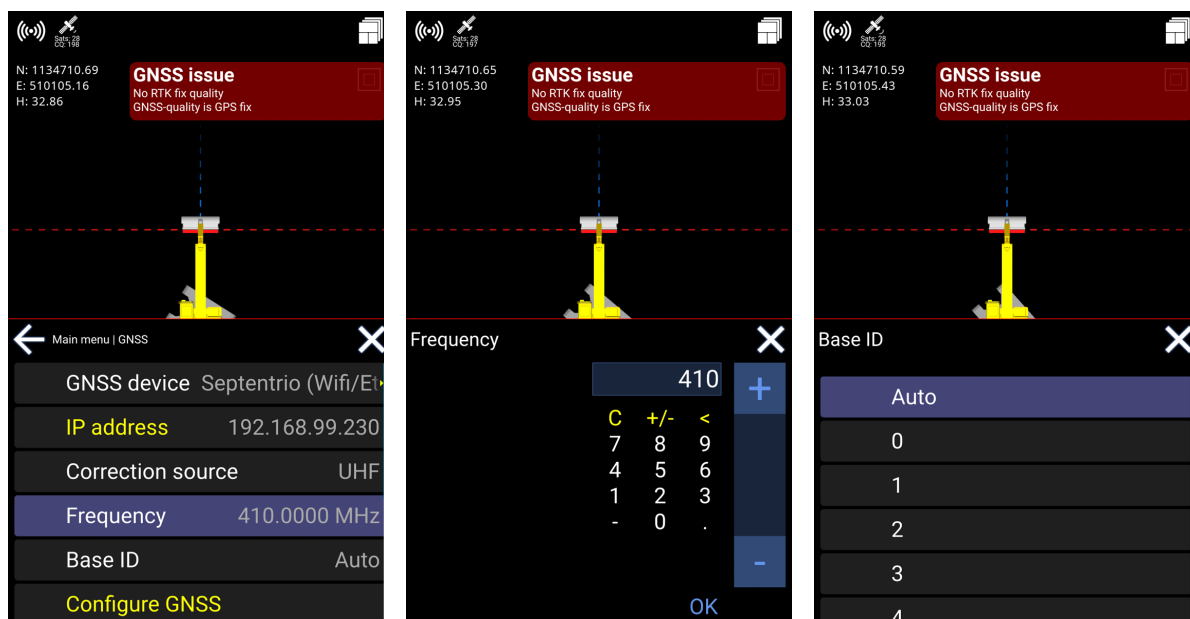 Sats: 28
CQ: 198
N: 1134710.69
E: 510105.16
H: 32.86
GNSS issue
No RTK fix quality
GNSS-quality is GPS fix
Main menu | GNSS
GNSS device Septentrio (Wifi/Et
IP address 192.168.99.230
Correction source UHF
Frequency 410.0000 MHz
Base ID Auto
Configure GNSS
Sats: 28
CQ: 197
N: 1134710.65
E: 510105.30
H: 32.95
GNSS issue
No RTK fix quality
GNSS-quality is GPS fix
Frequency
410
+
C +/- <
7 8 9
4 5 6
1 2 3
- 0 .
-
OK
Sats: 28
CQ: 195
N: 1134710.59
E: 510105.43
H: 33.03
GNSS issue
No RTK fix quality
GNSS-quality is GPS fix
Base ID
Auto
0
1
2
3
4